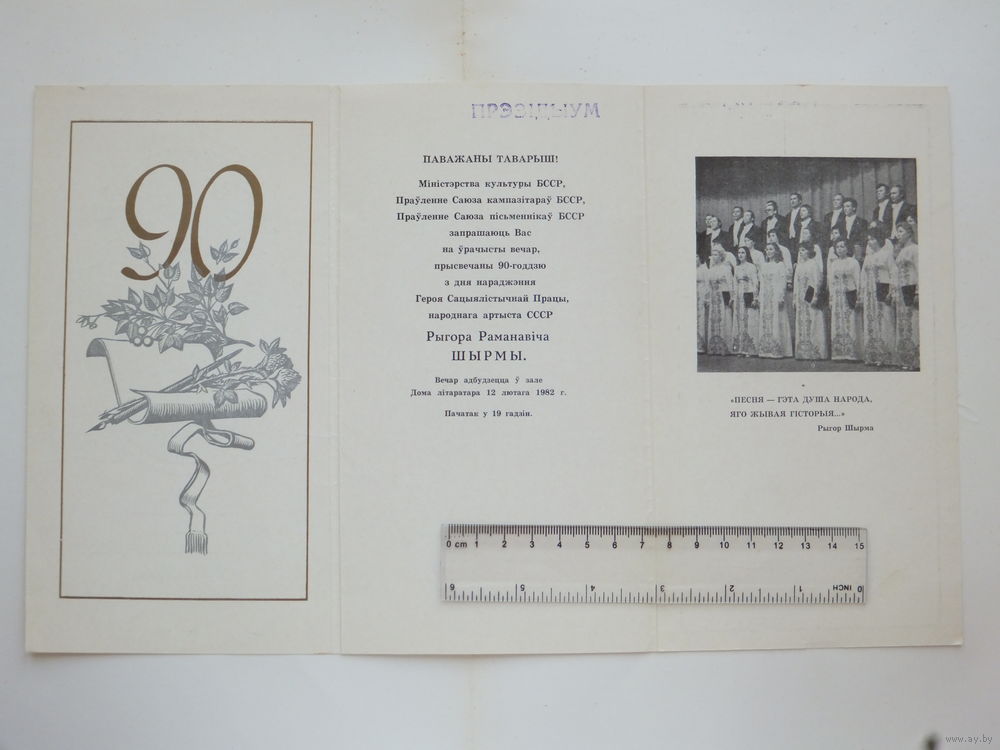 90
ПРЭЗІДЫУМ
ПАВАЖАНЫ ТАВАРЫШ!
Міністэрства культуры БССР,
Праўленне Саюза кампазітараў БССР,
Праўленне Саюза пісьменнікаў БССР
запрашаюць Вас
на ўрачысты вечар,
прысвечаны 90-годдзю
з дня нараджэння
Героя Сацыялістычнай Працы,
народнага артыста СССР
Рыгора Раманавіча
ШЫРМЫ.
Вечар адбудзецца ў зале
Дома літаратара 12 лютага 1982 г.
Пачатак у 19 гадзін.
«ПЕСНЯ — ГЭТА ДУША НАРОДА,
ЯГО ЖЫВАЯ ГІСТОРЫЯ...»
Рыгор Шырма
0 cm 1 2 3 4 5 6 7 8 9 10 11 12 13 14 15
6 5 4 3 2 1 INCH 0
www.ay.by